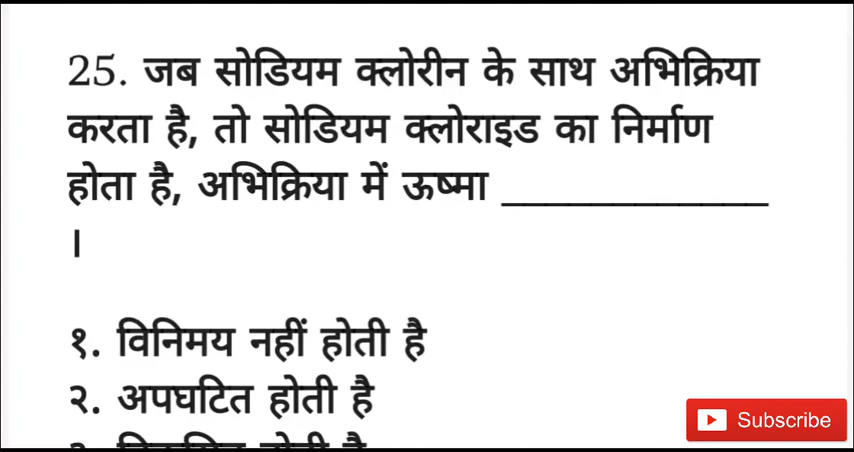 25. जब सोडियम क्लोरीन के साथ अभिक्रिया
करता है, तो सोडियम क्लोराइड का निर्माण
होता है, अभिक्रिया में ऊष्मा ____________
।
१. विनिमय नहीं होती है
२. अपघटित होती है
Subscribe